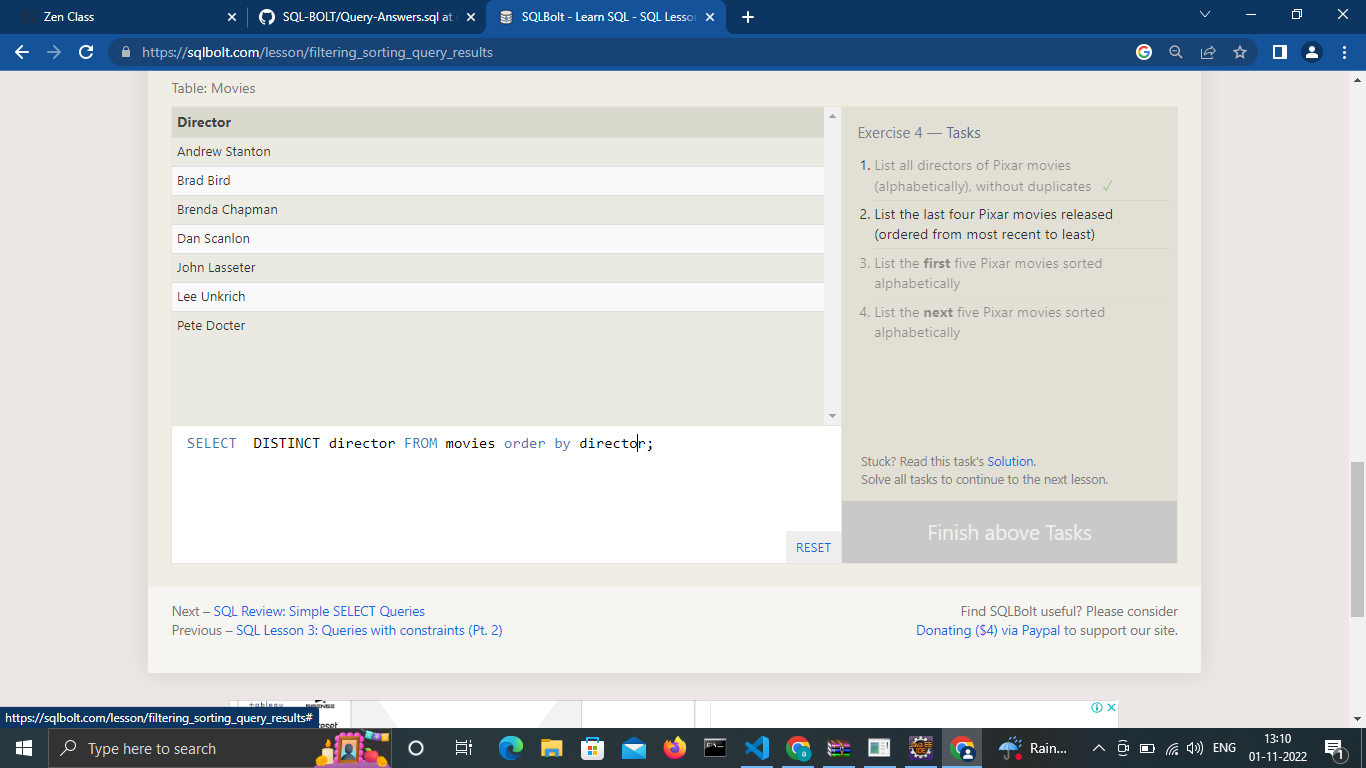 Zen Class
SQL-BOLT/Query-Answers.sql at
SQLBolt - Learn SQL - SQL Lesson
https://sqlbolt.com/lesson/filtering_sorting_query_results
Table: Movies
Director
Andrew Stanton
Brad Bird
Brenda Chapman
Dan Scanlon
John Lasseter
Lee Unkrich
Pete Docter
SELECT  DISTINCT director FROM movies order by director;
RESET
Exercise 4 — Tasks
1. List all directors of Pixar movies
(alphabetically), without duplicates ✓
2. List the last four Pixar movies released
(ordered from most recent to least)
3. List the first five Pixar movies sorted
alphabetically
4. List the next five Pixar movies sorted
alphabetically
Stuck? Read this task's Solution.
Solve all tasks to continue to the next lesson.
Finish above Tasks
Next – SQL Review: Simple SELECT Queries
Previous – SQL Lesson 3: Queries with constraints (Pt. 2)
Find SQLBolt useful? Please consider
Donating ($4) via Paypal to support our site.
https://sqlbolt.com/lesson/filtering_sorting_query_results#
Type here to search
Rain...
ENG
13:10
01-11-2022
1